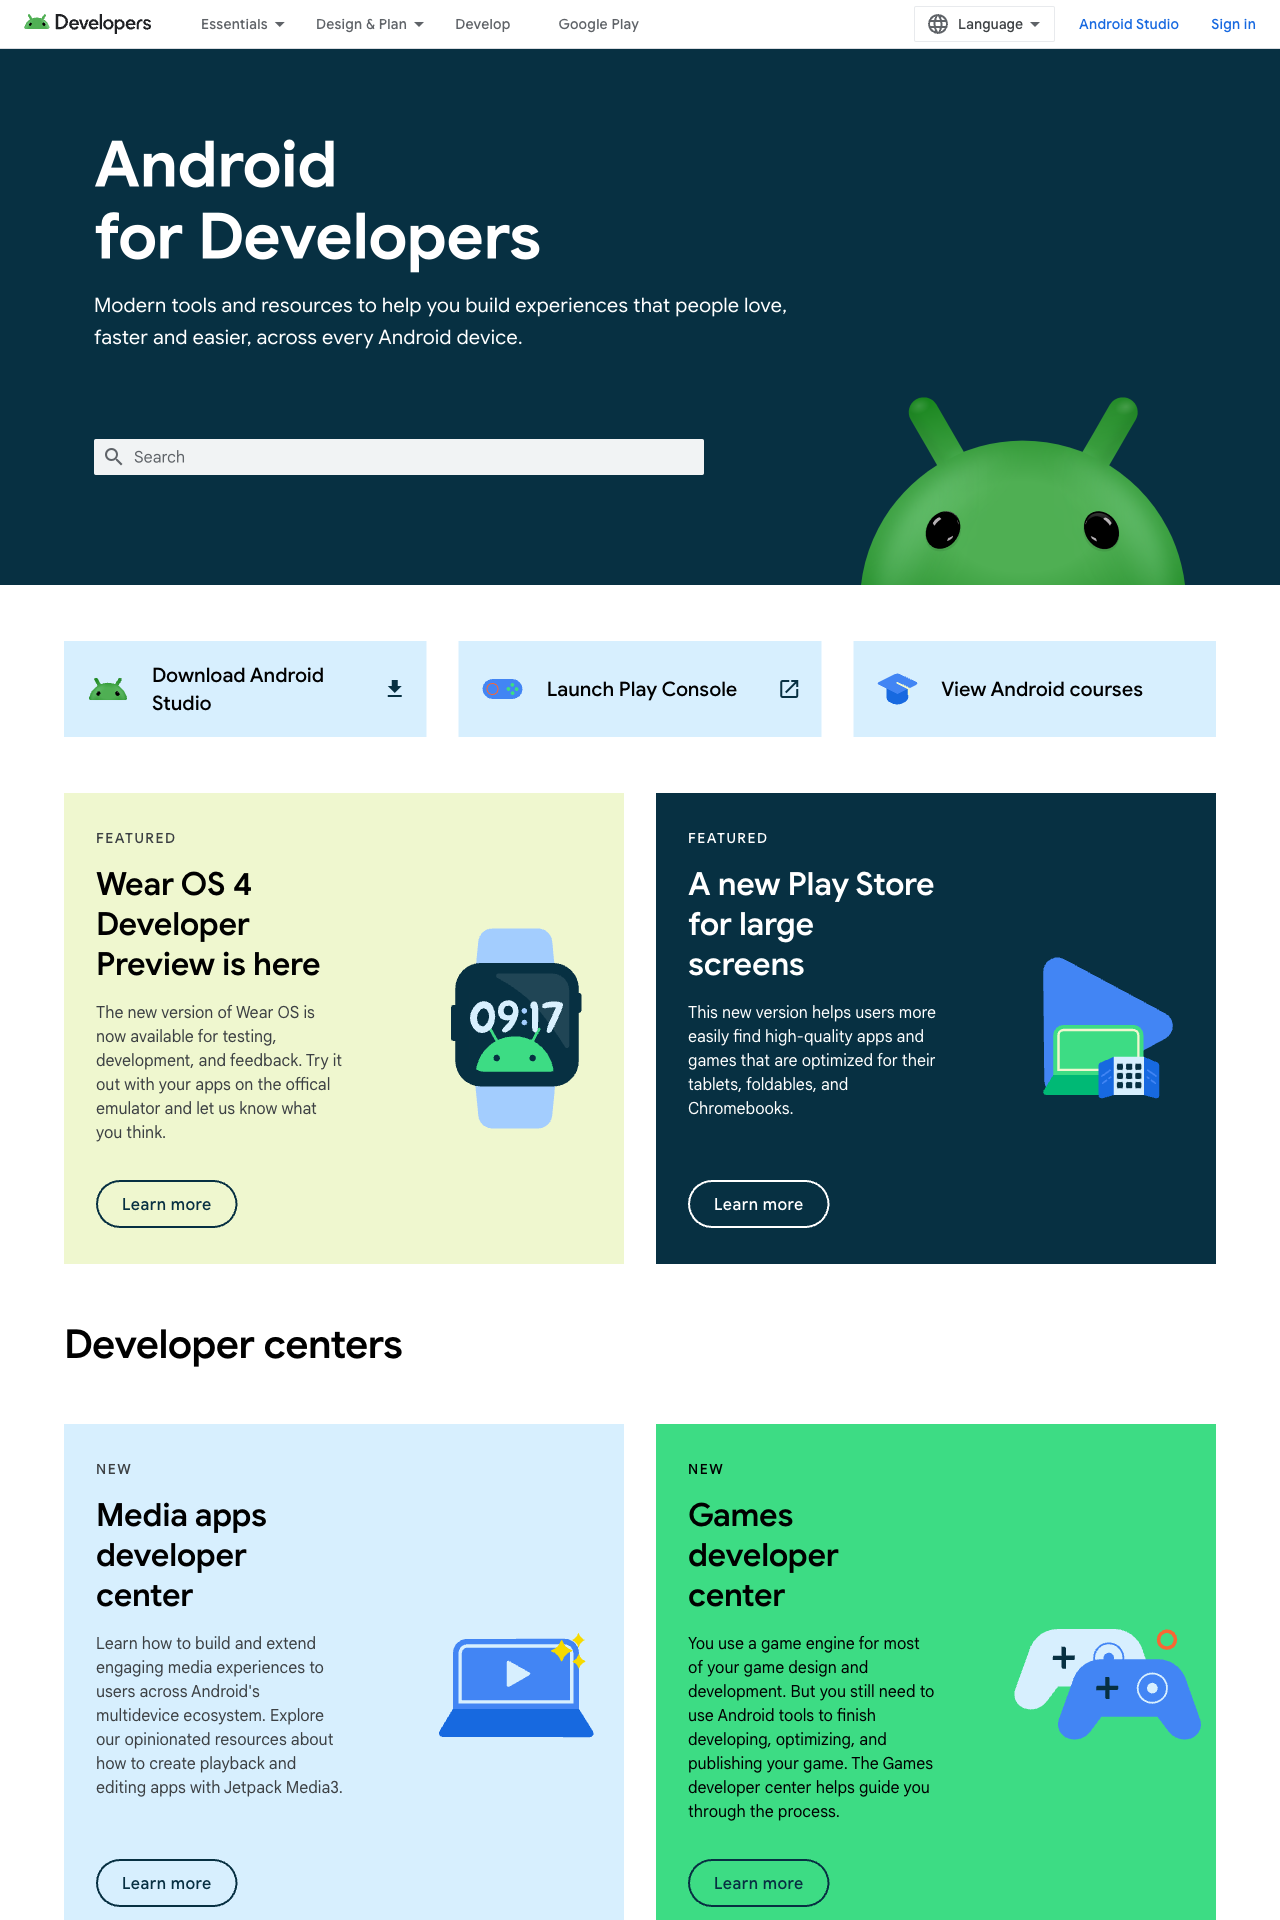 Developers
Essentials
Design & Plan
Develop
Google Play
Language
Android Studio
Sign in
Android
for Developers
Modern tools and resources to help you build experiences that people love,
faster and easier, across every Android device.
Search
Download Android
Studio
Launch Play Console
View Android courses
FEATURED
Wear OS 4
Developer
Preview is here
The new version of Wear OS is
now available for testing,
development, and feedback. Try it
out with your apps on the offical
emulator and let us know what
you think.
09:17
Learn more
FEATURED
A new Play Store
for large
screens
This new version helps users more
easily find high-quality apps and
games that are optimized for their
tablets, foldables, and
Chromebooks.
Learn more
Developer centers
NEW
Media apps
developer
center
Learn how to build and extend
engaging media experiences to
users across Android's
multidevice ecosystem. Explore
our opinionated resources about
how to create playback and
editing apps with Jetpack Media3.
Learn more
NEW
Games
developer
center
You use a game engine for most
of your game design and
development. But you still need to
use Android tools to finish
developing, optimizing, and
publishing your game. The Games
developer center helps guide you
through the process.
Learn more